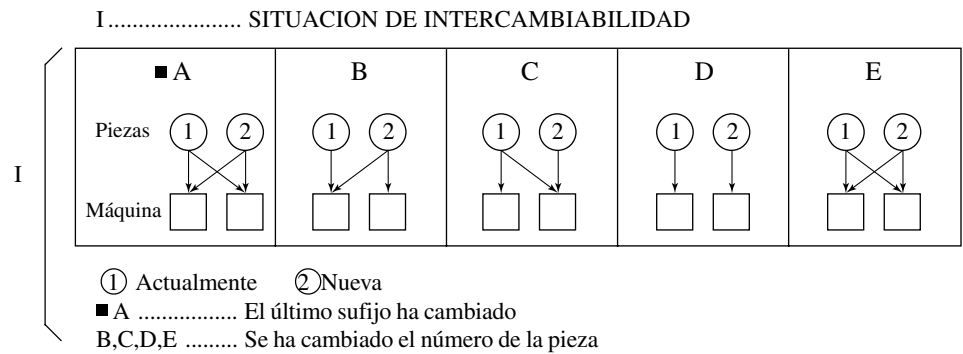 I ..................... SITUACION DE INTERCAMBIABILIDAD
■ A B C D E
Piezas 1 2 1 2 1 2 1 2 1 2
I
Máquina
1 Actualmente 2 Nueva
■ A ................. El último sufijo ha cambiado
B,C,D,E ......... Se ha cambiado el número de la pieza